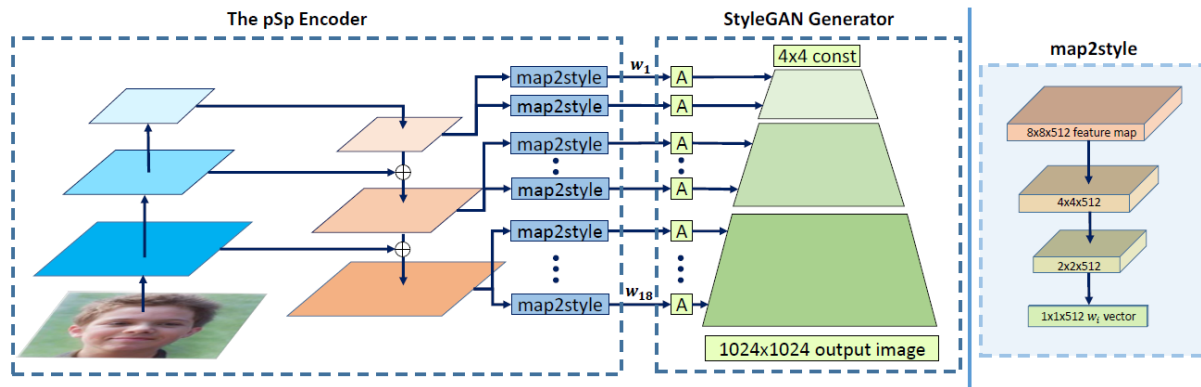 The pSp Encoder
StyleGAN Generator
map2style
map2style
map2style
map2style
map2style
map2style
map2style
w₁
w₁₈
A
A
A
A
A
A
4x4 const
1024x1024 output image
8x8x512 feature map
4x4x512
2x2x512
1x1x512 wᵢ vector